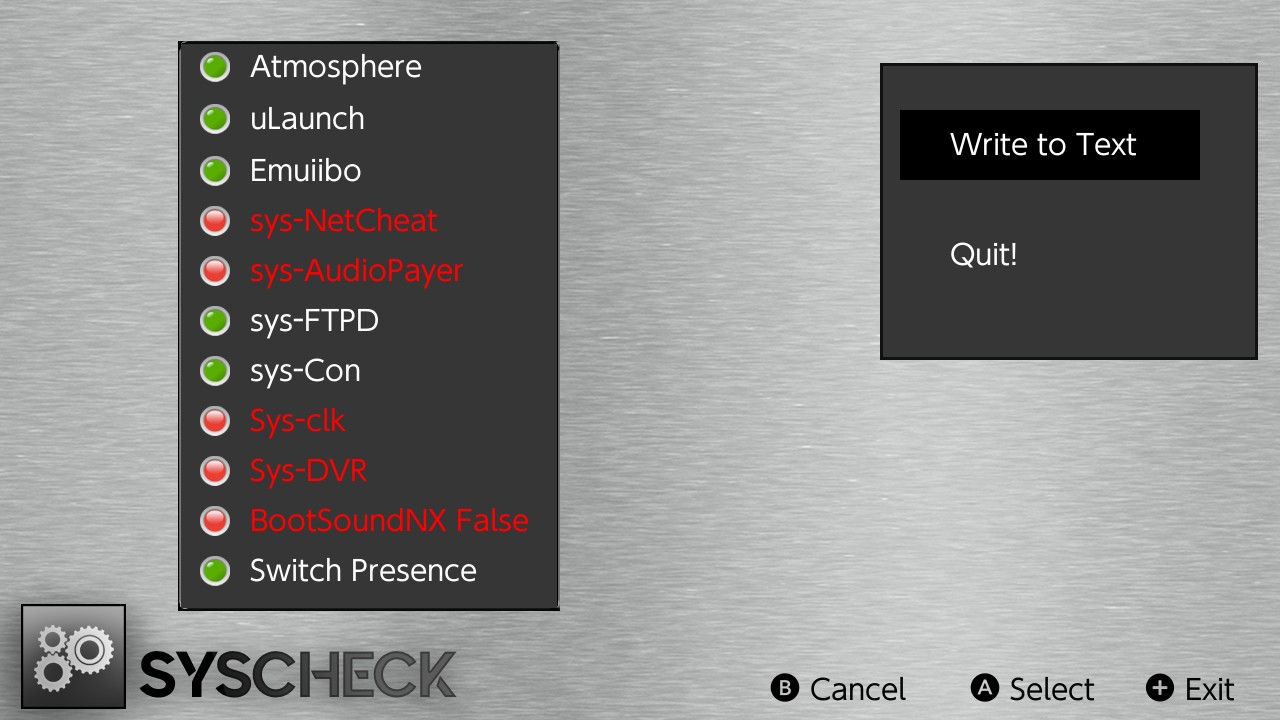 Atmosphere
uLaunch
Emuiibo
sys-NetCheat
sys-AudioPayer
sys-FTPD
sys-Con
Sys-clk
Sys-DVR
BootSoundNX False
Switch Presence
Write to Text
Quit!
SYSCHECK
B Cancel
A Select
+ Exit